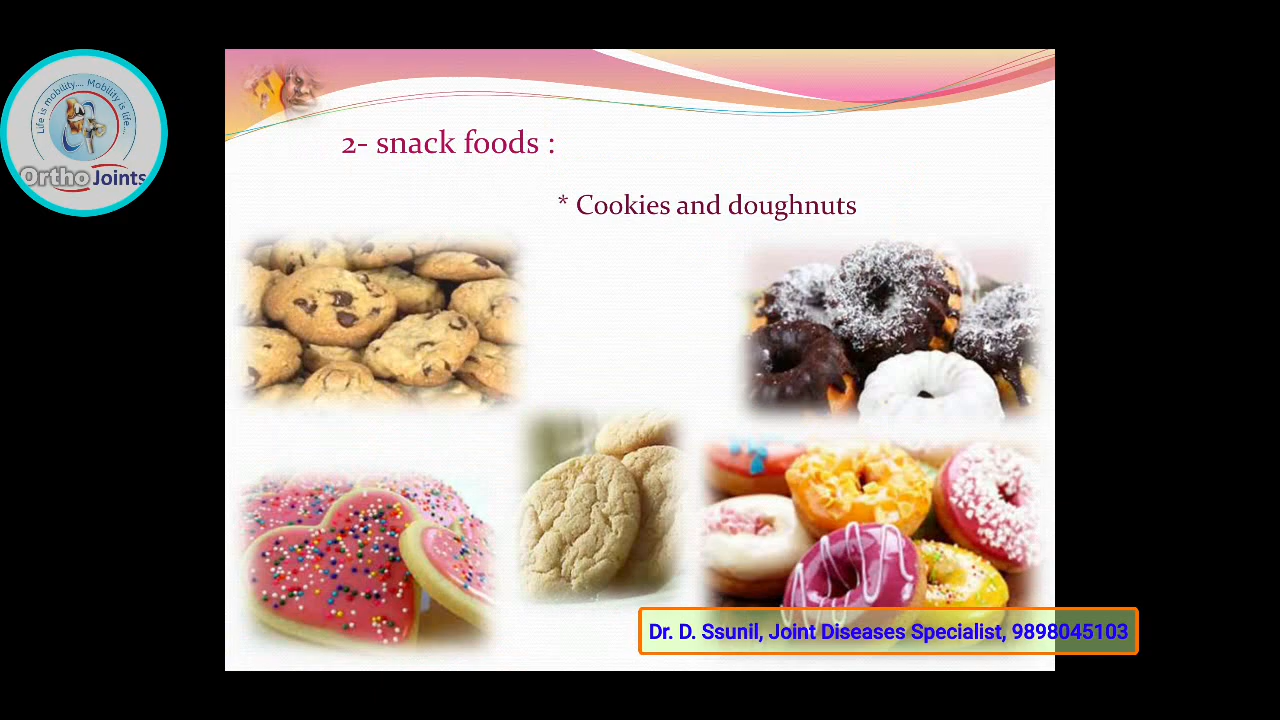 Life is mobility.... Mobility is life..
Ortho Joints
2- snack foods :
* Cookies and doughnuts
Dr. D. Ssunil, Joint Diseases Specialist, 9898045103